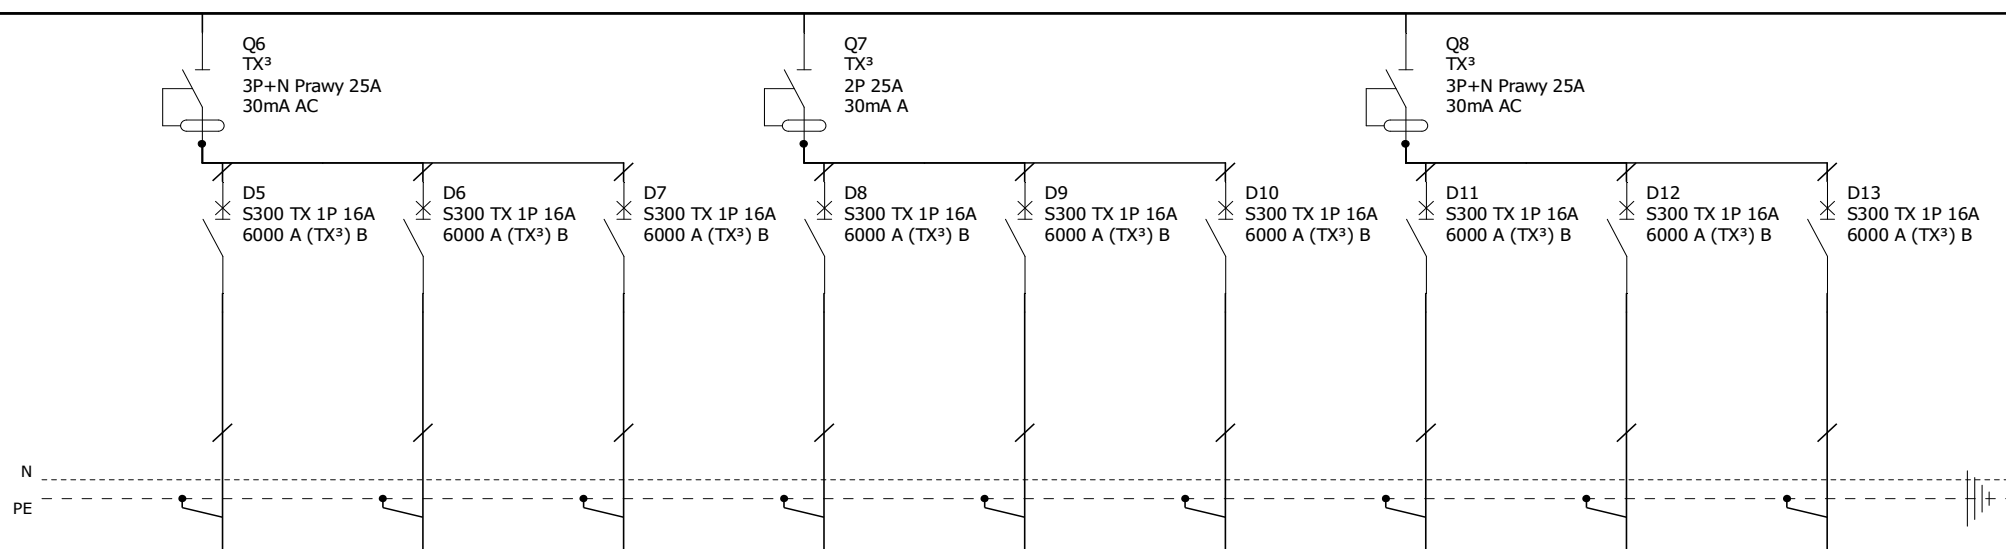 Q6
TX³
3P+N Prawy 25A
30mA AC
Q7
TX³
2P 25A
30mA A
Q8
TX³
3P+N Prawy 25A
30mA AC
D5
S300 TX 1P 16A
6000 A (TX³) B
D6
S300 TX 1P 16A
6000 A (TX³) B
D7
S300 TX 1P 16A
6000 A (TX³) B
D8
S300 TX 1P 16A
6000 A (TX³) B
D9
S300 TX 1P 16A
6000 A (TX³) B
D10
S300 TX 1P 16A
6000 A (TX³) B
D11
S300 TX 1P 16A
6000 A (TX³) B
D12
S300 TX 1P 16A
6000 A (TX³) B
D13
S300 TX 1P 16A
6000 A (TX³) B
N
PE